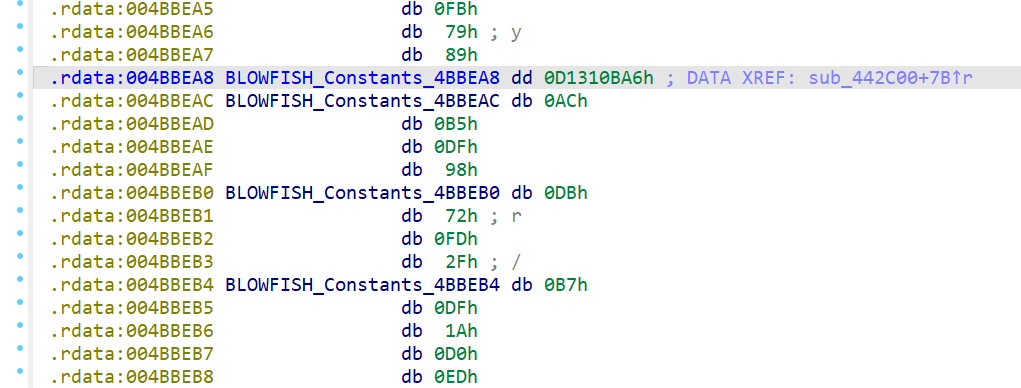 .rdata:004BBEA5 db 0FBh
.rdata:004BBEA6 db 79h ; y
.rdata:004BBEA7 db 89h
.rdata:004BBEA8 BLOWFISH_Constants_4BBEA8 dd 0D1310BA6h ; DATA XREF: sub_442C00+7B↑r
.rdata:004BBEAC BLOWFISH_Constants_4BBEAC db 0ACh
.rdata:004BBEAD db 0B5h
.rdata:004BBEAE db 0DFh
.rdata:004BBEAF db 98h
.rdata:004BBEB0 BLOWFISH_Constants_4BBEB0 db 0DBh
.rdata:004BBEB1 db 72h ; r
.rdata:004BBEB2 db 0FDh
.rdata:004BBEB3 db 2Fh ; /
.rdata:004BBEB4 BLOWFISH_Constants_4BBEB4 db 0B7h
.rdata:004BBEB5 db 0DFh
.rdata:004BBEB6 db 1Ah
.rdata:004BBEB7 db 0D0h
.rdata:004BBEB8 db 0EDh